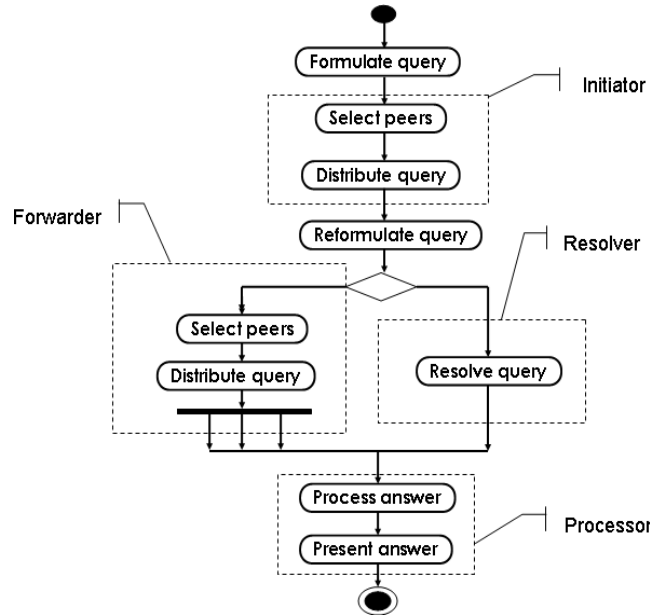 Formulate query
Initiator
Select peers
Distribute query
Forwarder
Reformulate query
Resolver
Select peers
Distribute query
Resolve query
Process answer
Processor
Present answer